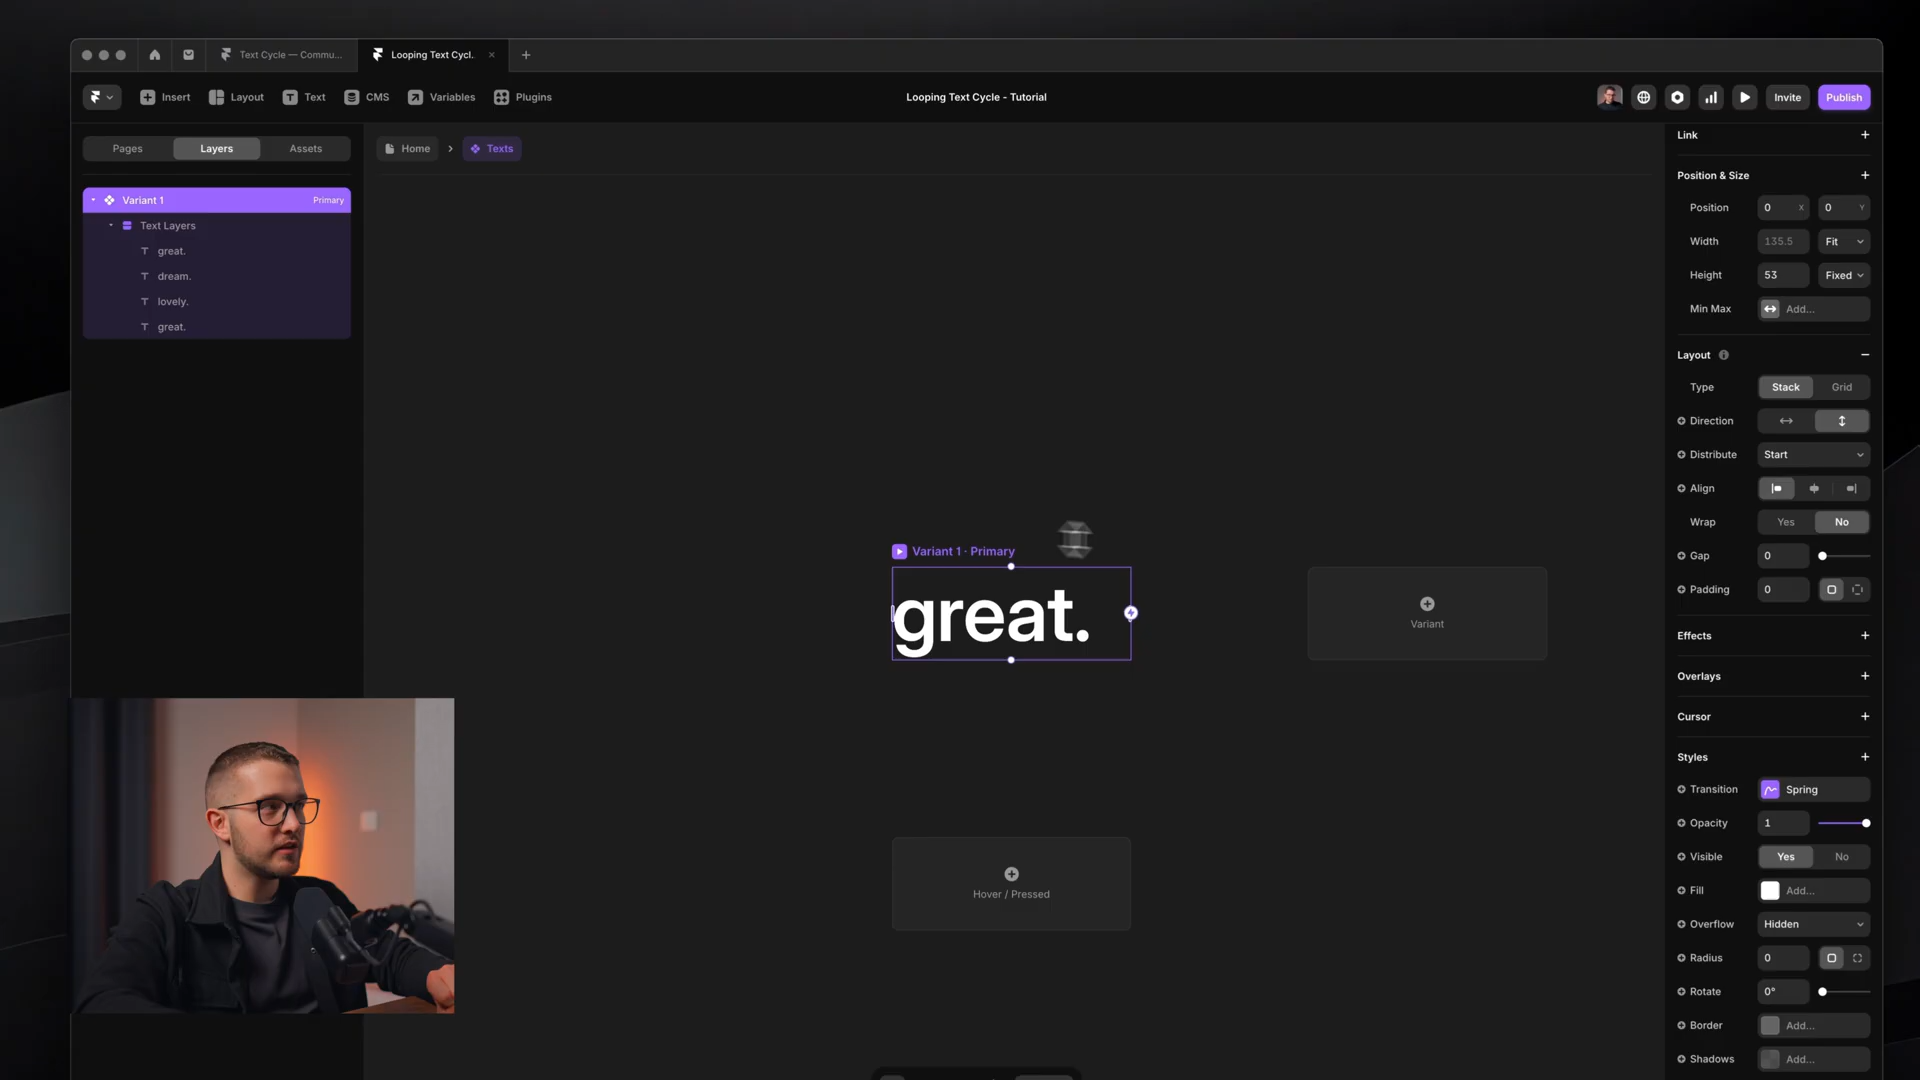 Text Cycle — Commu...
Looping Text Cycl.
Insert
Layout
Text
CMS
Variables
Plugins
Looping Text Cycle - Tutorial
Invite
Publish
Pages
Layers
Assets
Home
Texts
Variant 1
Primary
Text Layers
great.
dream.
lovely.
great.
Variant 1 · Primary
great.
Variant
Hover / Pressed
Link
Position & Size
Position
0
X
0
Y
Width
135.5
Fit
Height
53
Fixed
Min Max
Add...
Layout
Type
Stack
Grid
Direction
Distribute
Start
Align
Wrap
Yes
No
Gap
0
Padding
0
Effects
Overlays
Cursor
Styles
Transition
Spring
Opacity
1
Visible
Yes
No
Fill
Add...
Overflow
Hidden
Radius
0
Rotate
0°
Border
Add...
Shadows
Add...